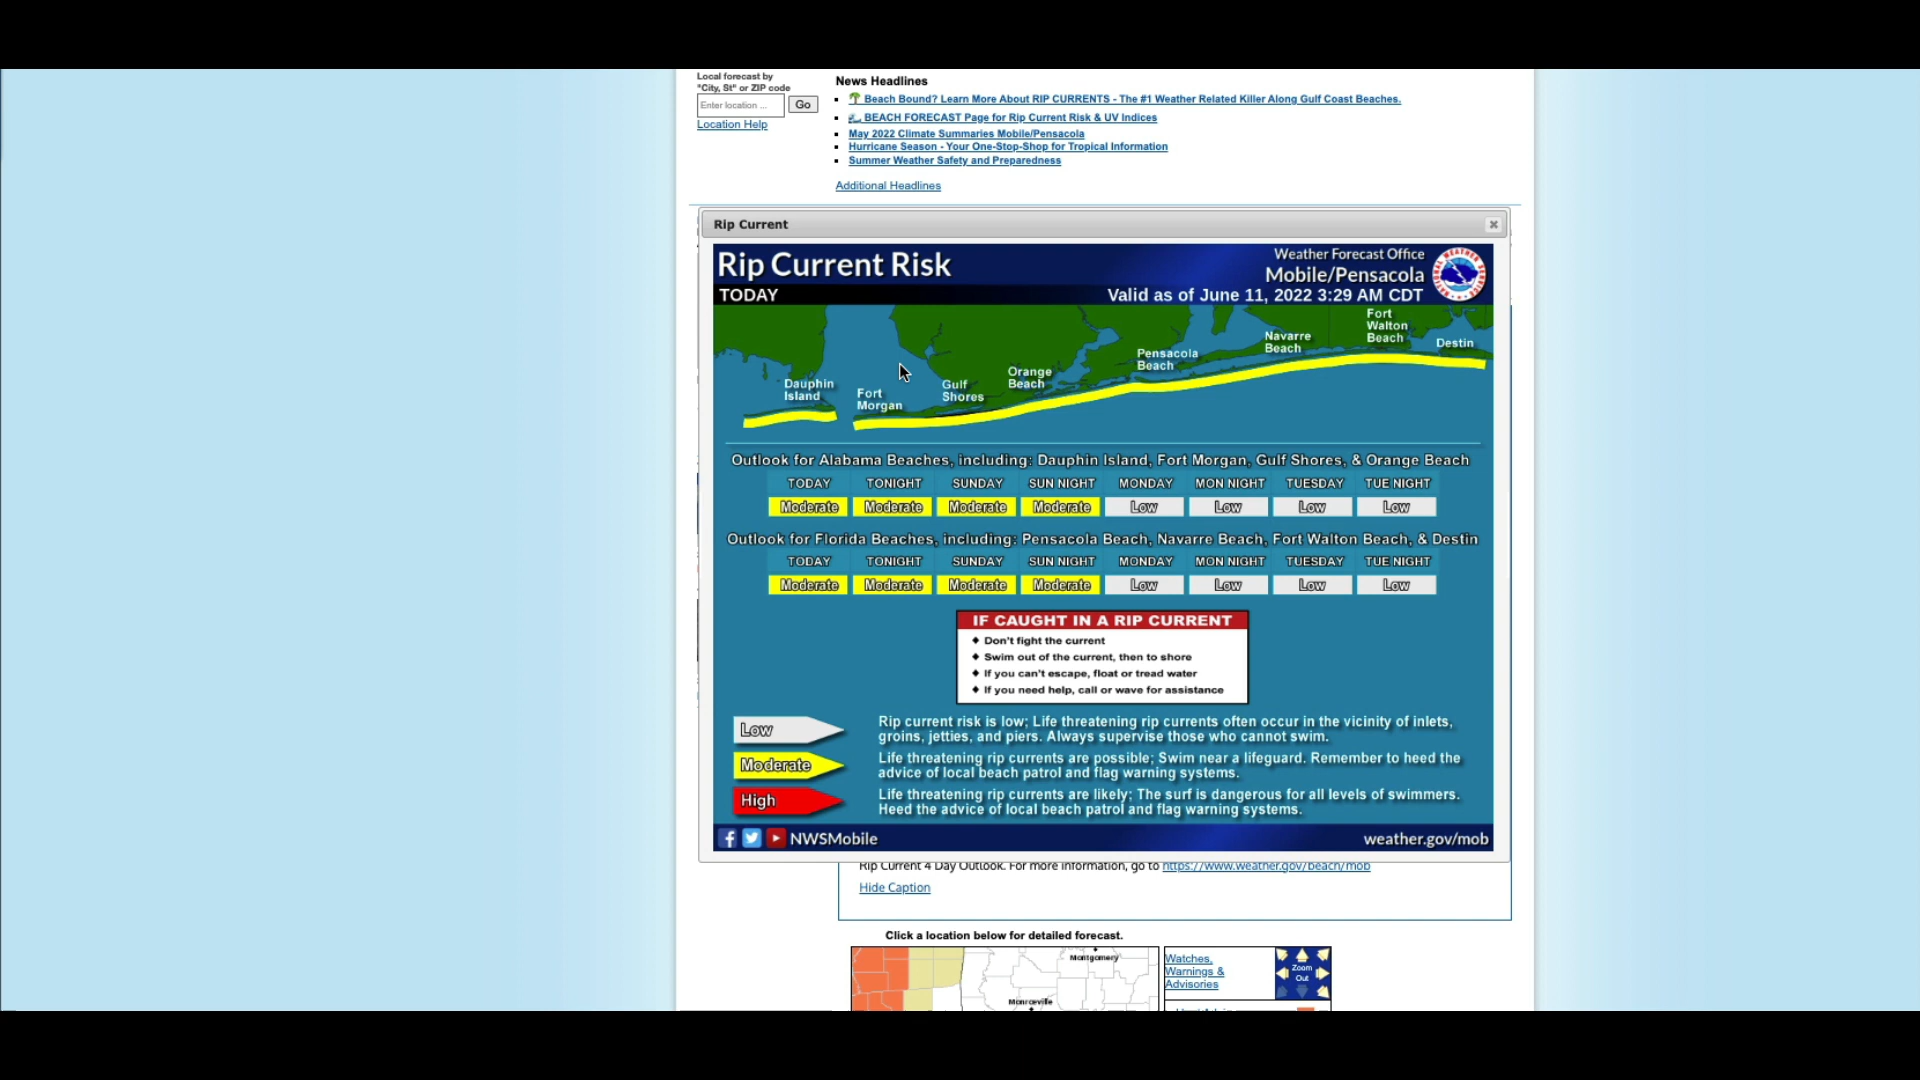 Local forecast by
"City, St" or ZIP code
Enter location ...
Go
Location Help
News Headlines
Beach Bound? Learn More About RIP CURRENTS - The #1 Weather Related Killer Along Gulf Coast Beaches.
BEACH FORECAST Page for Rip Current Risk & UV Indices
May 2022 Climate Summaries Mobile/Pensacola
Hurricane Season - Your One-Stop-Shop for Tropical Information
Summer Weather Safety and Preparedness
Additional Headlines
Rip Current
Rip Current Risk
TODAY
Weather Forecast Office
Mobile/Pensacola
Valid as of June 11, 2022 3:29 AM CDT
Dauphin
Island
Fort
Morgan
Gulf
Shores
Orange
Beach
Pensacola
Beach
Navarre
Beach
Fort
Walton
Beach
Destin
Outlook for Alabama Beaches, including: Dauphin Island, Fort Morgan, Gulf Shores, & Orange Beach
TODAY TONIGHT SUNDAY SUN NIGHT MONDAY MON NIGHT TUESDAY TUE NIGHT
Moderate Moderate Moderate Moderate Low Low Low Low
Outlook for Florida Beaches, including: Pensacola Beach, Navarre Beach, Fort Walton Beach, & Destin
TODAY TONIGHT SUNDAY SUN NIGHT MONDAY MON NIGHT TUESDAY TUE NIGHT
Moderate Moderate Moderate Moderate Low Low Low Low
IF CAUGHT IN A RIP CURRENT
♦ Don't fight the current
♦ Swim out of the current, then to shore
♦ If you can't escape, float or tread water
♦ If you need help, call or wave for assistance
Low
Rip current risk is low; Life threatening rip currents often occur in the vicinity of inlets,
groins, jetties, and piers. Always supervise those who cannot swim.
Moderate
Life threatening rip currents are possible; Swim near a lifeguard. Remember to heed the
advice of local beach patrol and flag warning systems.
High
Life threatening rip currents are likely; The surf is dangerous for all levels of swimmers.
Heed the advice of local beach patrol and flag warning systems.
NWSMobile
weather.gov/mob
Rip Current 4 Day Outlook. For more information, go to https://www.weather.gov/beach/mob
Hide Caption
Click a location below for detailed forecast.
Montgomery
Monroeville
Watches,
Warnings &
Advisories
Zoom
Out